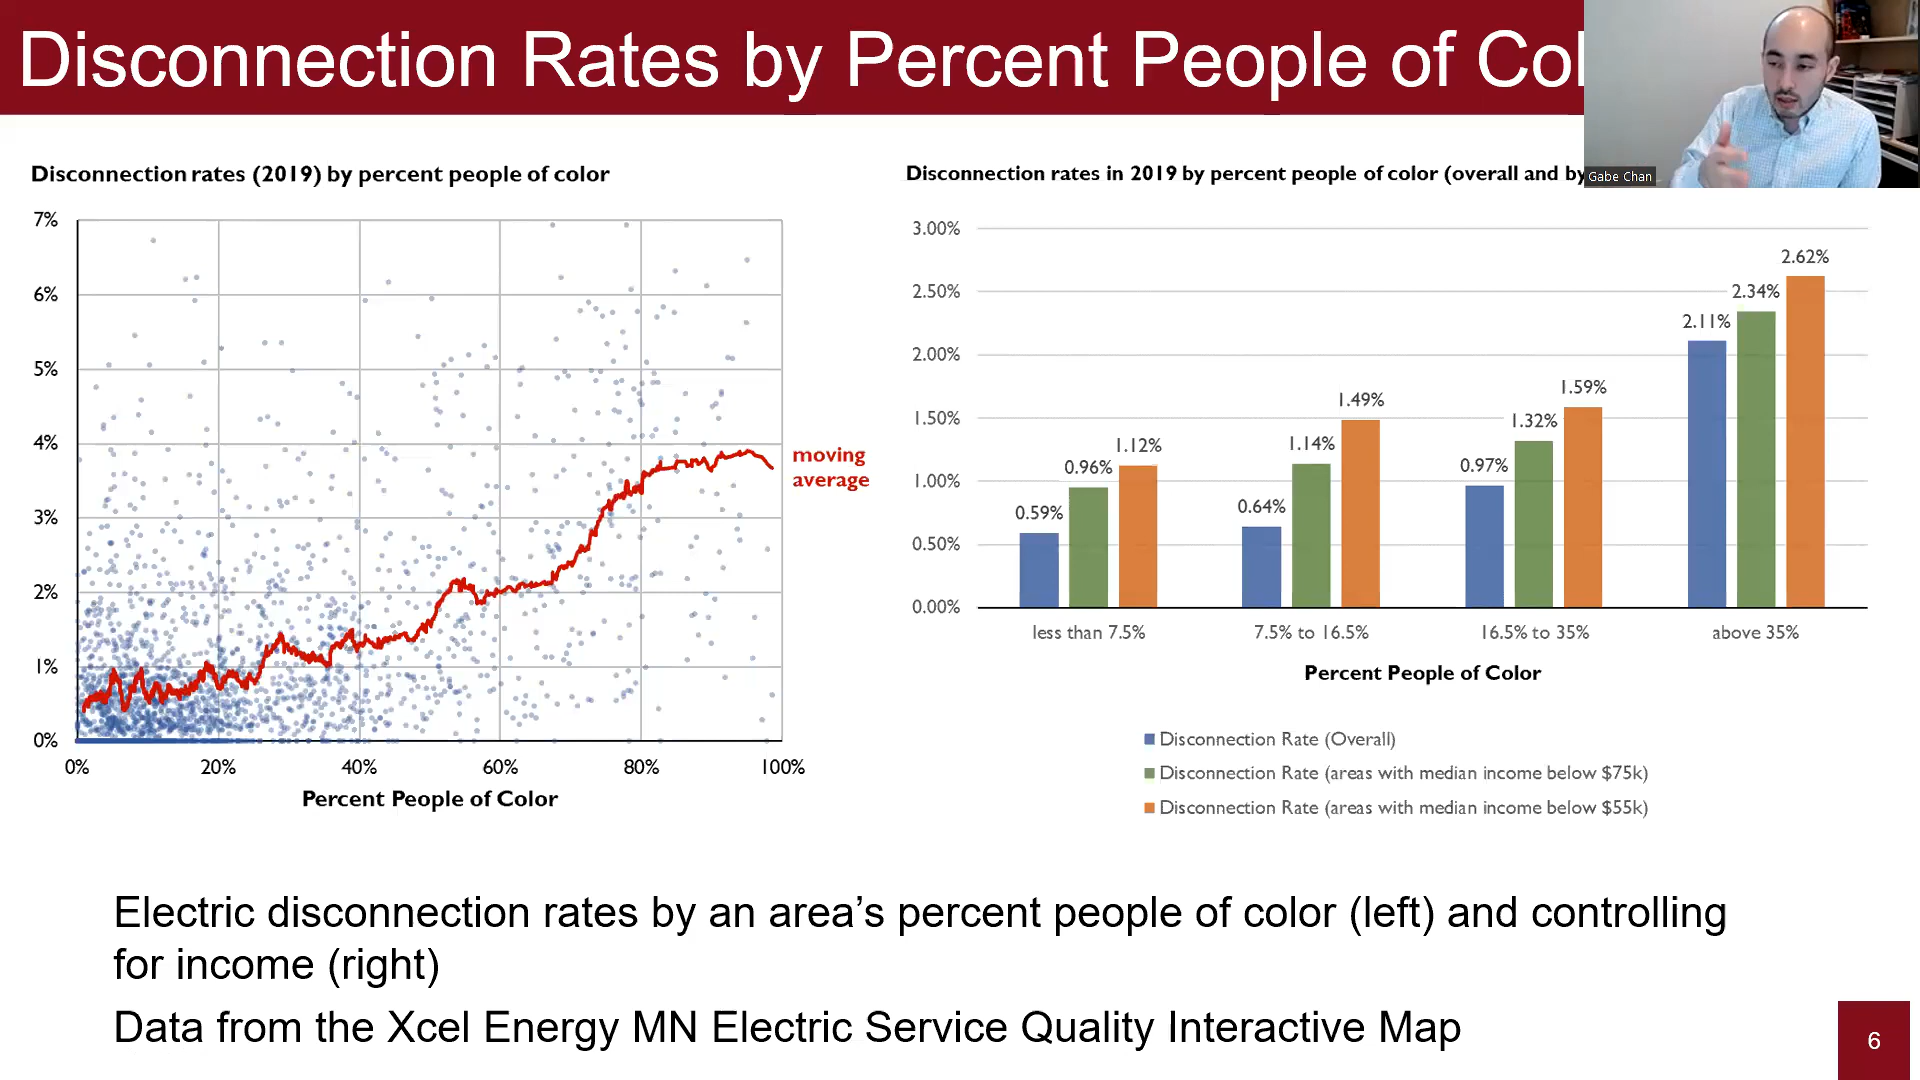 Disconnection Rates by Percent People of
Gabe Chan
Disconnection rates (2019) by percent people of color
7%
6%
5%
4%
3%
2%
1%
0%
0% 20% 40% 60% 80% 100%
Percent People of Color
moving
average
Disconnection rates in 2019 by percent people of color (overall and by
3.00%
2.50%
2.00%
1.50%
1.00%
0.50%
0.00%
0.59% 0.96% 1.12%
0.64% 1.14% 1.49%
0.97% 1.32% 1.59%
2.11% 2.34% 2.62%
less than 7.5% 7.5% to 16.5% 16.5% to 35% above 35%
Percent People of Color
Disconnection Rate (Overall)
Disconnection Rate (areas with median income below $75k)
Disconnection Rate (areas with median income below $55k)
Electric disconnection rates by an area’s percent people of color (left) and controlling
for income (right)
Data from the Xcel Energy MN Electric Service Quality Interactive Map
6